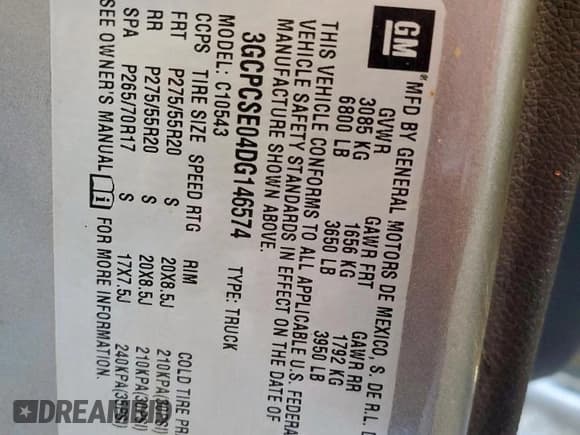 GM ® MFD BY GENERAL MOTORS DE MEXICO, S. DE R.L.
GVWR GAWR FRT GAWR RR
3085 KG 1656 KG 1792 KG
6800 LB 3650 LB 3950 LB
THIS VEHICLE CONFORMS TO ALL APPLICABLE U.S. FEDERA
VEHICLE SAFETY STANDARDS IN EFFECT ON THE DATE OF
MANUFACTURE SHOWN ABOVE.
3GCPCSE04DG146574 TYPE: TRUCK
MODEL: C10543
CCPS TIRE SIZE SPEED RTG RIM COLD TIRE PR
FRT P275/55R20 S 20X8.5J 210KPA(30PSI)
RR P275/55R20 S 20X8.5J 210KPA(30PSI)
SPA P265/70R17 S 17X7.5J 240KPA(35PSI)
SEE OWNER'S MANUAL FOR MORE INFORMATION.
DREAMBID